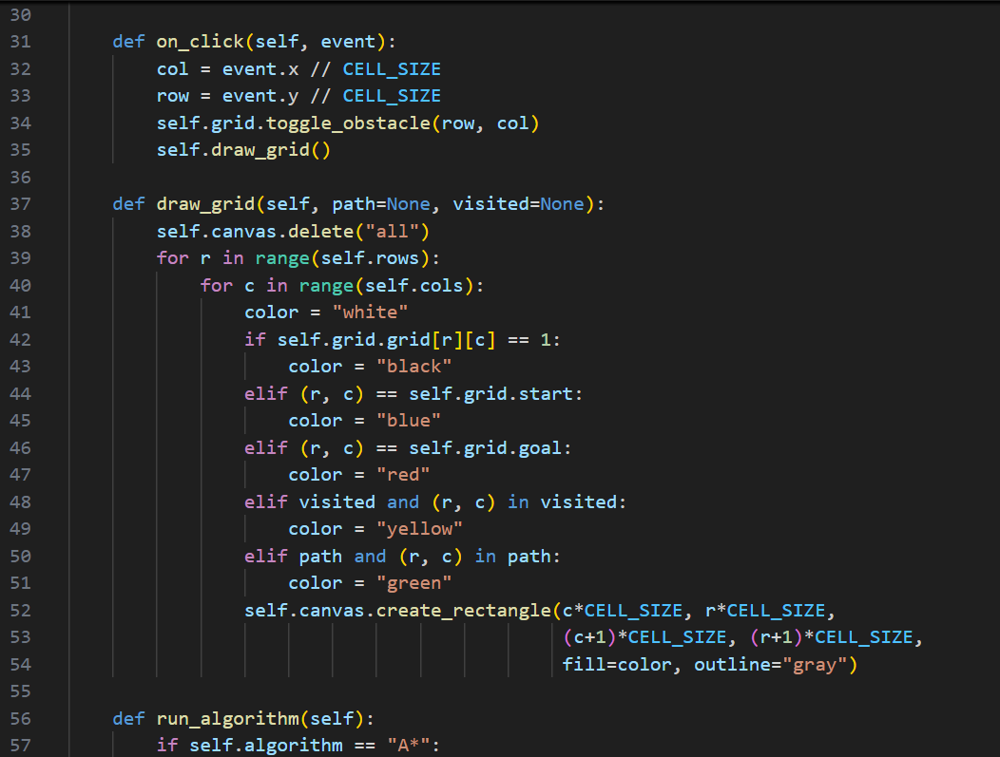 30
31 def on_click(self, event):
32 col = event.x // CELL_SIZE
33 row = event.y // CELL_SIZE
34 self.grid.toggle_obstacle(row, col)
35 self.draw_grid()
36
37 def draw_grid(self, path=None, visited=None):
38 self.canvas.delete("all")
39 for r in range(self.rows):
40 for c in range(self.cols):
41 color = "white"
42 if self.grid.grid[r][c] == 1:
43 color = "black"
44 elif (r, c) == self.grid.start:
45 color = "blue"
46 elif (r, c) == self.grid.goal:
47 color = "red"
48 elif visited and (r, c) in visited:
49 color = "yellow"
50 elif path and (r, c) in path:
51 color = "green"
52 self.canvas.create_rectangle(c*CELL_SIZE, r*CELL_SIZE,
53 (c+1)*CELL_SIZE, (r+1)*CELL_SIZE,
54 fill=color, outline="gray")
55
56 def run_algorithm(self):
57 if self.algorithm == "A*":